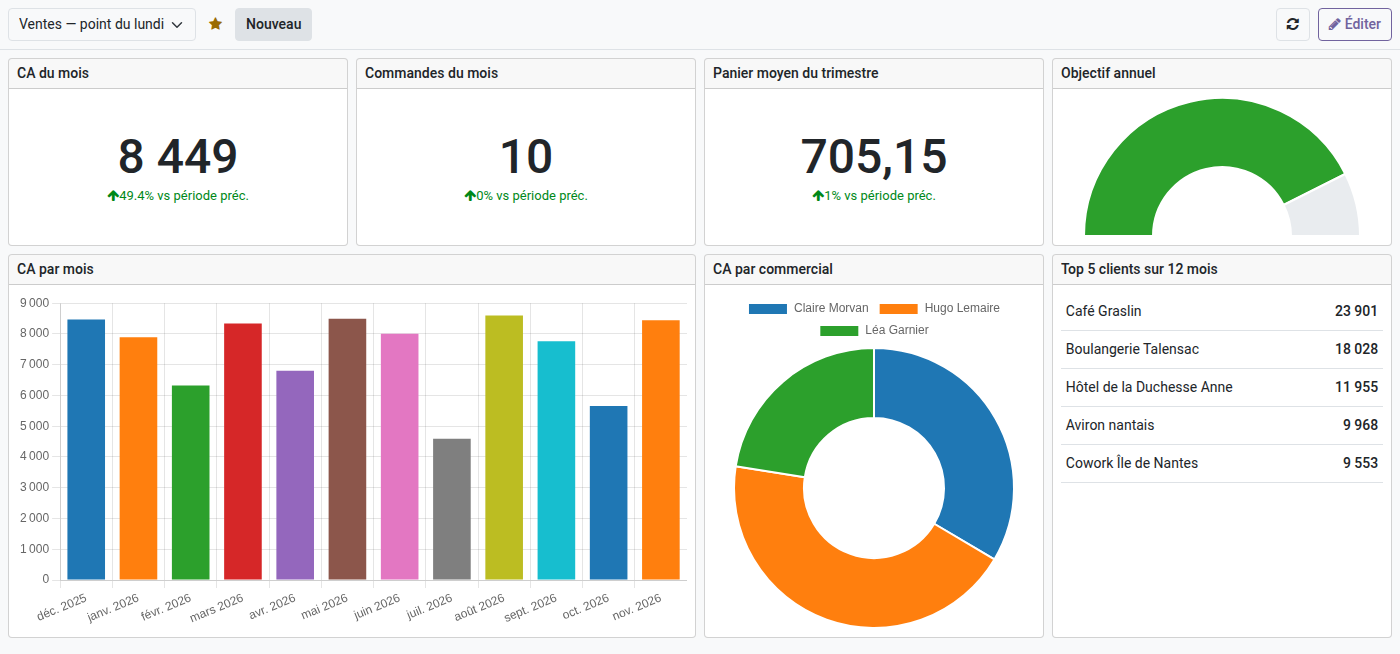 Ventes — point du lundi
Nouveau
Éditer
CA du mois
8 449
49.4% vs période préc.
Commandes du mois
10
0% vs période préc.
Panier moyen du trimestre
705,15
1% vs période préc.
Objectif annuel
CA par mois
9 000
8 000
7 000
6 000
5 000
4 000
3 000
2 000
1 000
0
déc. 2025
janv. 2026
févr. 2026
mars 2026
avr. 2026
mai 2026
juin 2026
juil. 2026
août 2026
sept. 2026
oct. 2026
nov. 2026
CA par commercial
Claire Morvan
Hugo Lemaire
Léa Garnier
Top 5 clients sur 12 mois
Café Graslin 23 901
Boulangerie Talensac 18 028
Hôtel de la Duchesse Anne 11 955
Aviron nantais 9 968
Cowork Île de Nantes 9 553